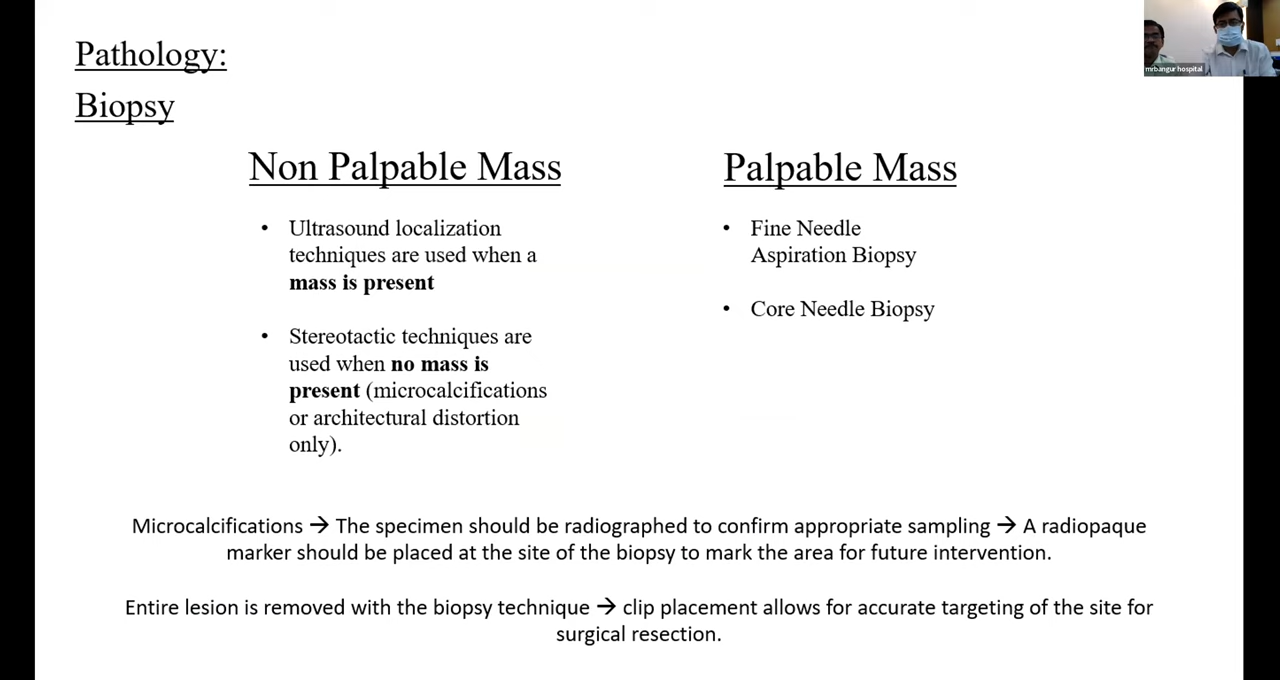 Pathology:
Biopsy
Non Palpable Mass
• Ultrasound localization
techniques are used when a
mass is present
• Stereotactic techniques are
used when no mass is
present (microcalcifications
or architectural distortion
only).
Palpable Mass
• Fine Needle
Aspiration Biopsy
• Core Needle Biopsy
Microcalcifications → The specimen should be radiographed to confirm appropriate sampling → A radiopaque
marker should be placed at the site of the biopsy to mark the area for future intervention.
Entire lesion is removed with the biopsy technique → clip placement allows for accurate targeting of the site for
surgical resection.
mrbangur hospital